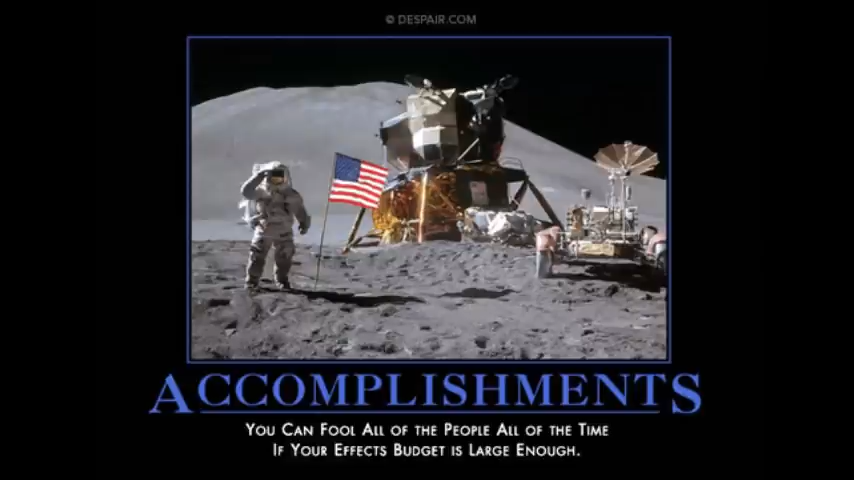 © DESPAIR.COM
ACCOMPLISHMENTS
YOU CAN FOOL ALL OF THE PEOPLE ALL OF THE TIME
IF YOUR EFFECTS BUDGET IS LARGE ENOUGH.